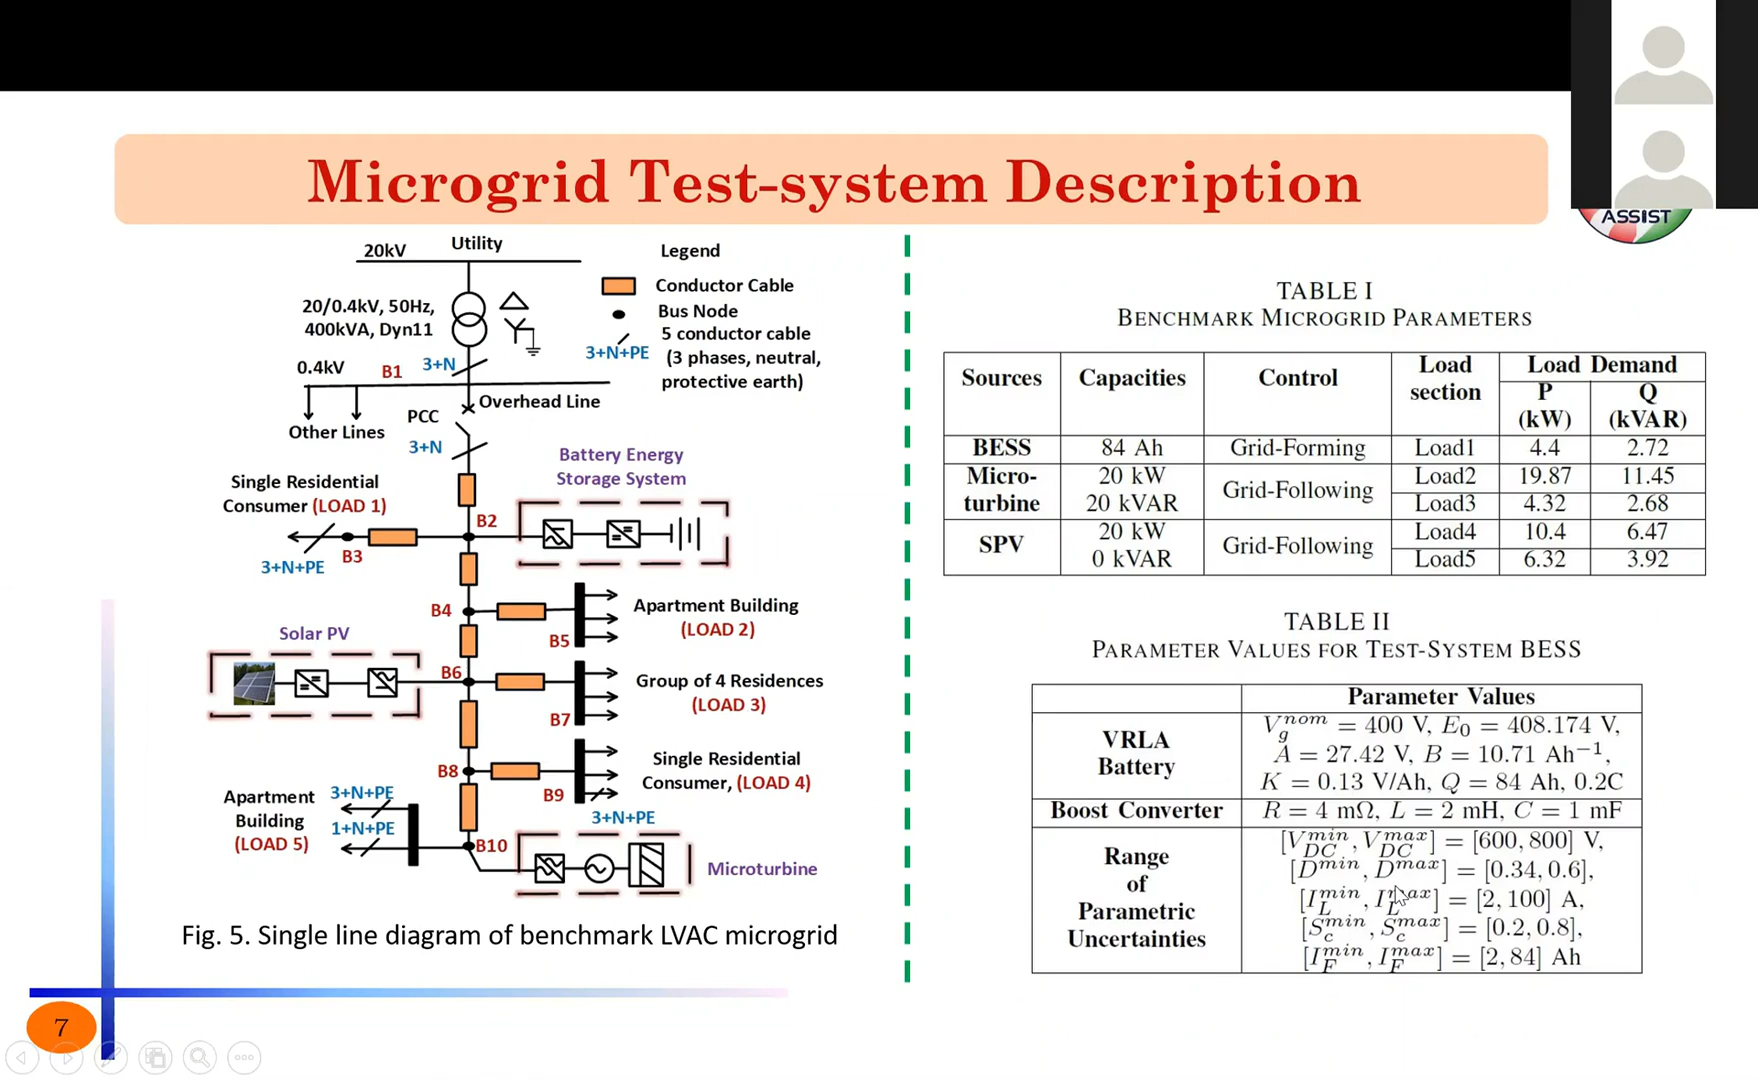 ASSIST
Microgrid Test-system Description
20kV
Utility
20/0.4kV, 50Hz,
400kVA, Dyn11
0.4kV
B1
3+N
Other Lines
PCC
Overhead Line
3+N
Legend
Conductor Cable
Bus Node
3+N+PE
5 conductor cable
(3 phases, neutral,
protective earth)
Single Residential
Consumer (LOAD 1)
B2
B3
3+N+PE
Battery Energy
Storage System
B4
B5
Apartment Building
(LOAD 2)
Solar PV
B6
B7
Group of 4 Residences
(LOAD 3)
B8
B9
Single Residential
Consumer, (LOAD 4)
3+N+PE
Apartment
Building
(LOAD 5)
3+N+PE
1+N+PE
B10
Microturbine
Fig. 5. Single line diagram of benchmark LVAC microgrid
TABLE I
BENCHMARK MICROGRID PARAMETERS
Sources Capacities Control Load section Load Demand
P (kW) Q (kVAR)
BESS 84 Ah Grid-Forming Load1 4.4 2.72
Micro- 20 kW Grid-Following Load2 19.87 11.45
turbine 20 kVAR Load3 4.32 2.68
SPV 20 kW Grid-Following Load4 10.4 6.47
0 kVAR Load5 6.32 3.92
TABLE II
PARAMETER VALUES FOR TEST-SYSTEM BESS
Parameter Values
VRLA
Battery
V_g^{nom} = 400 V, E_0 = 408.174 V,
A = 27.42 V, B = 10.71 Ah^{−1},
K = 0.13 V/Ah, Q = 84 Ah, 0.2C
Boost Converter R = 4 mΩ, L = 2 mH, C = 1 mF
Range
of
Parametric
Uncertainties
[V_{DC}^{min}, V_{DC}^{max}] = [600, 800] V,
[D^{min}, D^{max}] = [0.34, 0.6],
[I_L^{min}, I_L^{max}] = [2, 100] A,
[S_c^{min}, S_c^{max}] = [0.2, 0.8],
[I_F^{min}, I_F^{max}] = [2, 84] Ah
7